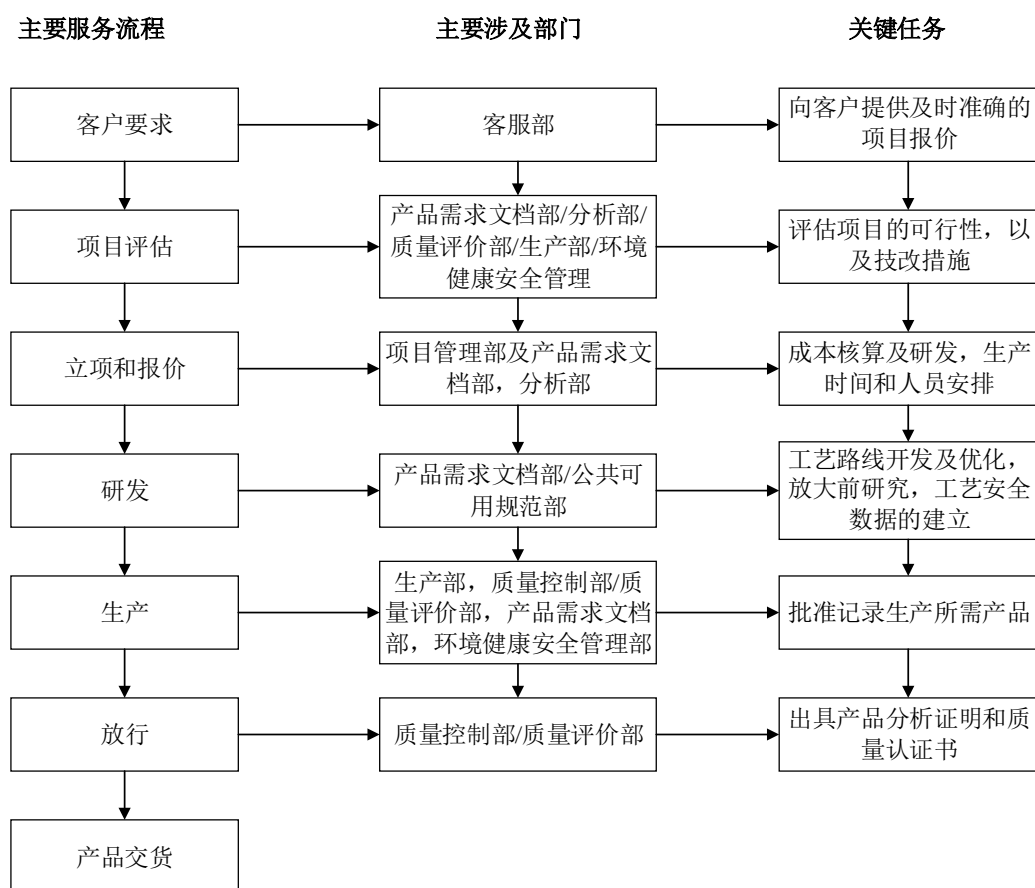 主要服务流程
主要涉及部门
关键任务
客户要求
客服部
向客户提供及时准确的
项目报价
项目评估
产品需求文档部/分析部/
质量评价部/生产部/环境
健康安全管理
评估项目的可行性，以
及技改措施
立项和报价
项目管理部及产品需求文
档部，分析部
成本核算及研发，生产
时间和人员安排
研发
产品需求文档部/公共可
用规范部
工艺路线开发及优化，
放大前研究，工艺安全
数据的建立
生产
生产部，质量控制部/质
量评价部，产品需求文档
部，环境健康安全管理部
批准记录生产所需产品
放行
质量控制部/质量评价部
出具产品分析证明和质
量认证书
产品交货